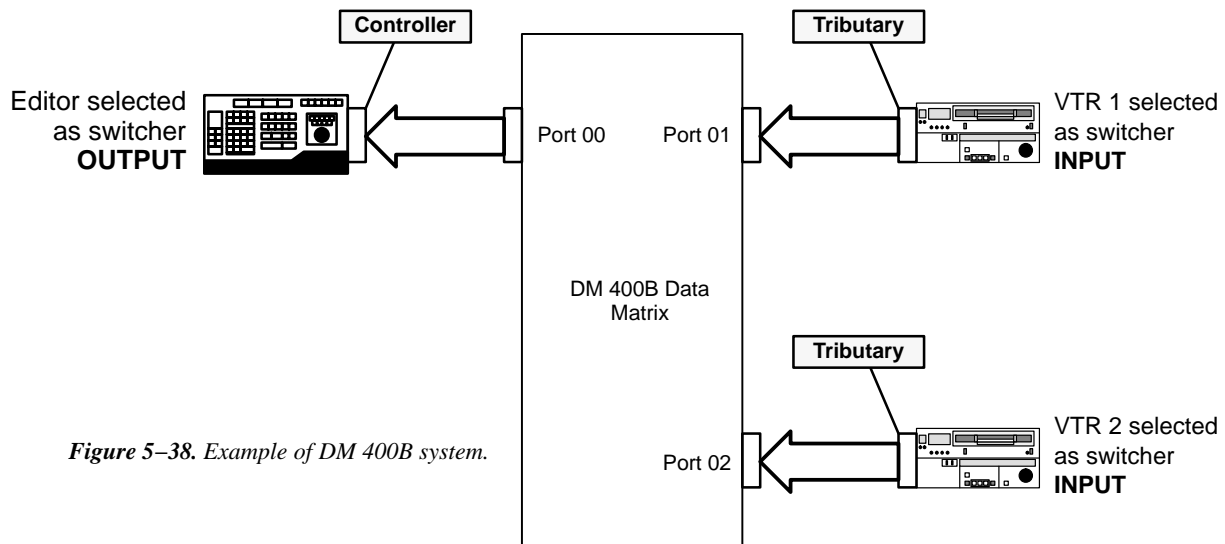 Controller
Tributary
Editor selected
as switcher
OUTPUT
Port 00
Port 01
VTR 1 selected
as switcher
INPUT
DM 400B Data
Matrix
Tributary
Figure 5–38. Example of DM 400B system.
Port 02
VTR 2 selected
as switcher
INPUT